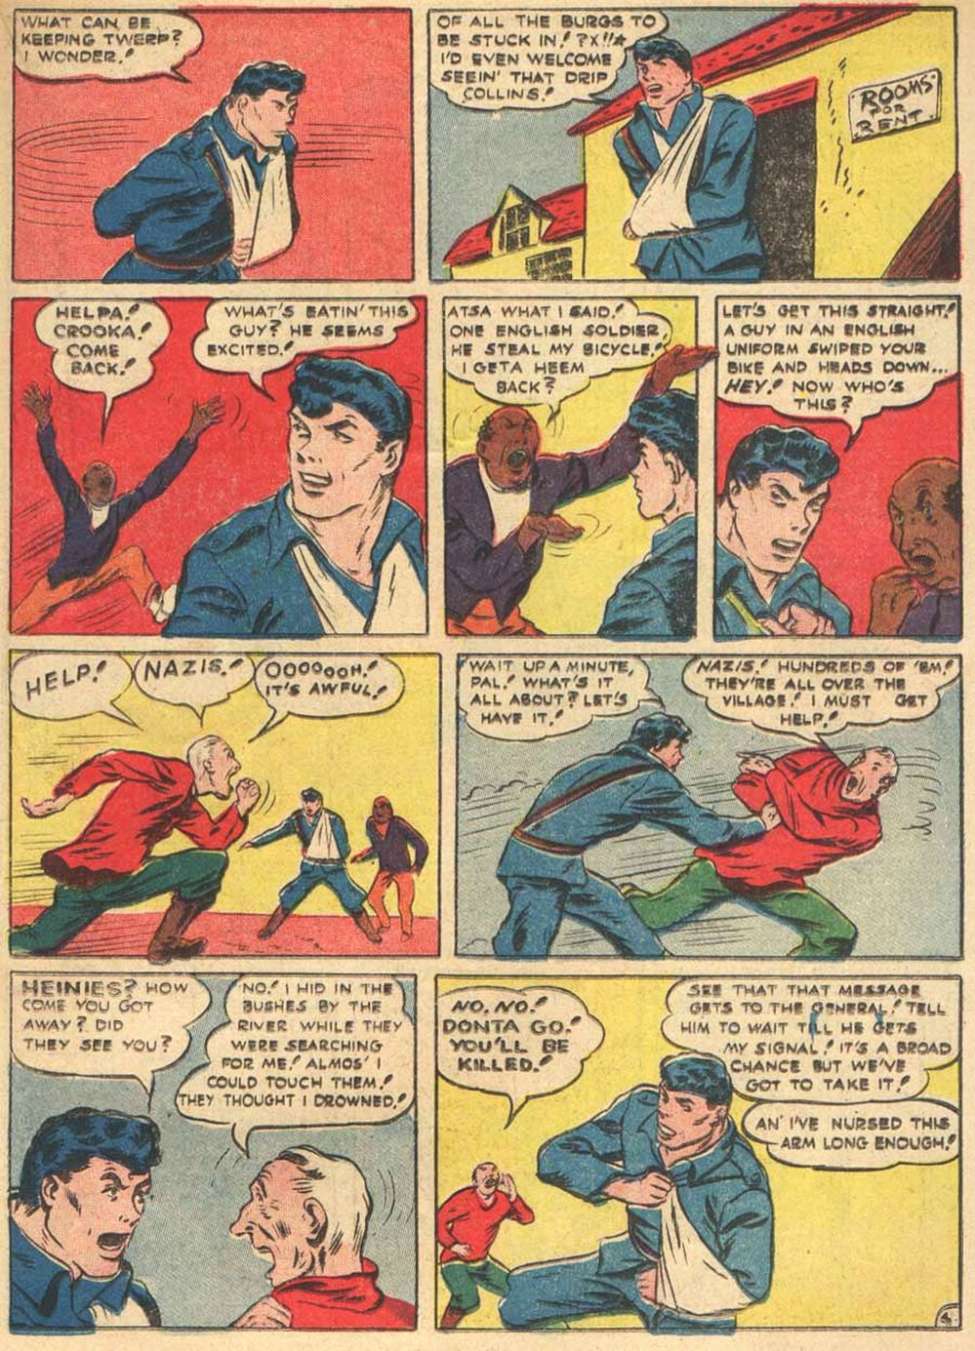 WHAT CAN BE
KEEPING TWERP?
I WONDER!
OF ALL THE BURGS TO
BE STUCK IN! ?X!!★
I'D EVEN WELCOME
SEEIN' THAT DRIP
COLLINS!
ROOMS
FOR
RENT
HELPA!
CROOKA!
COME
BACK!
WHAT'S EATIN' THIS
GUY? HE SEEMS
EXCITED!
ATSA WHAT I SAID!
ONE ENGLISH SOLDIER
HE STEAL MY BICYCLE!
I GETA HEEM
BACK?
LET'S GET THIS STRAIGHT!
A GUY IN AN ENGLISH
UNIFORM SWIPED YOUR
BIKE AND HEADS DOWN...
HEY! NOW WHO'S
THIS?
HELP!
NAZIS!
OOOOOOH!
IT'S AWFUL!
WAIT UP A MINUTE,
PAL! WHAT'S IT
ALL ABOUT? LET'S
HAVE IT!
NAZIS! HUNDREDS OF 'EM!
THEY'RE ALL OVER THE
VILLAGE! I MUST GET
HELP!
HEINIES? HOW
COME YOU GOT
AWAY? DID
THEY SEE YOU?
NO! I HID IN THE
BUSHES BY THE
RIVER WHILE THEY
WERE SEARCHING
FOR ME! ALMOS' I
COULD TOUCH THEM!
THEY THOUGHT I DROWNED!
NO, NO!
DONTA GO!
YOU'LL BE
KILLED!
SEE THAT THAT MESSAGE
GETS TO THE GENERAL! TELL
HIM TO WAIT TILL HE GETS
MY SIGNAL! IT'S A BROAD
CHANCE BUT WE'VE
GOT TO TAKE IT!
AN' I'VE NURSED THIS
ARM LONG ENOUGH!